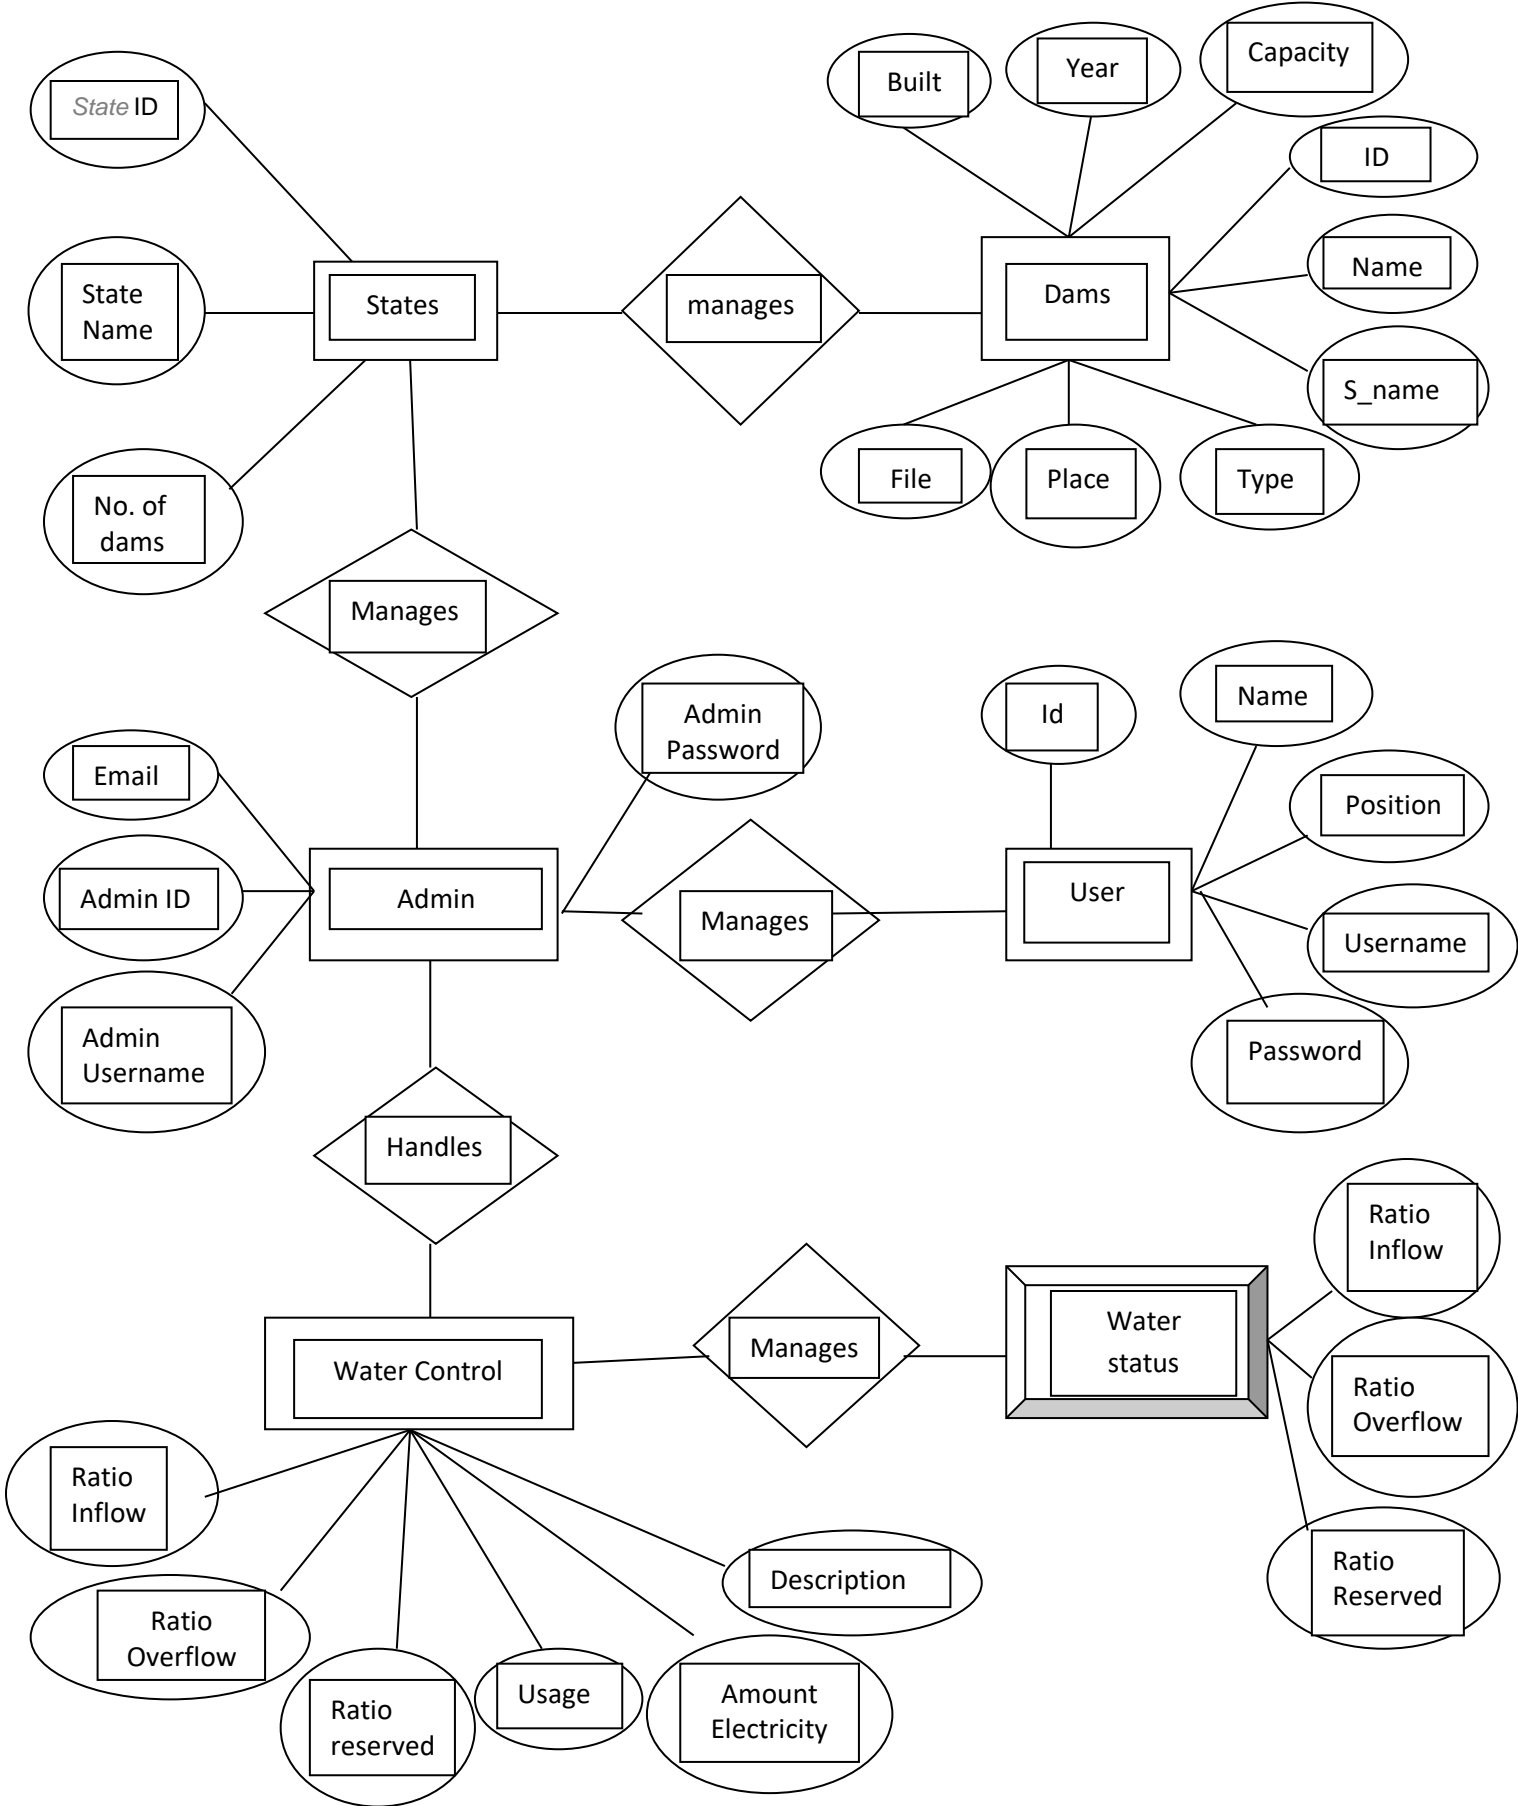 Built
Year
Capacity
State ID
ID
State
Name
States
manages
Dams
Name
S_name
No. of
dams
File
Place
Type
Manages
Admin
Password
Id
Name
Email
Position
Admin ID
Admin
Manages
User
Username
Admin
Username
Password
Handles
Ratio
Inflow
Water Control
Manages
Water
status
Ratio
Overflow
Ratio
Inflow
Ratio
Overflow
Ratio
reserved
Usage
Amount
Electricity
Description
Ratio
Reserved